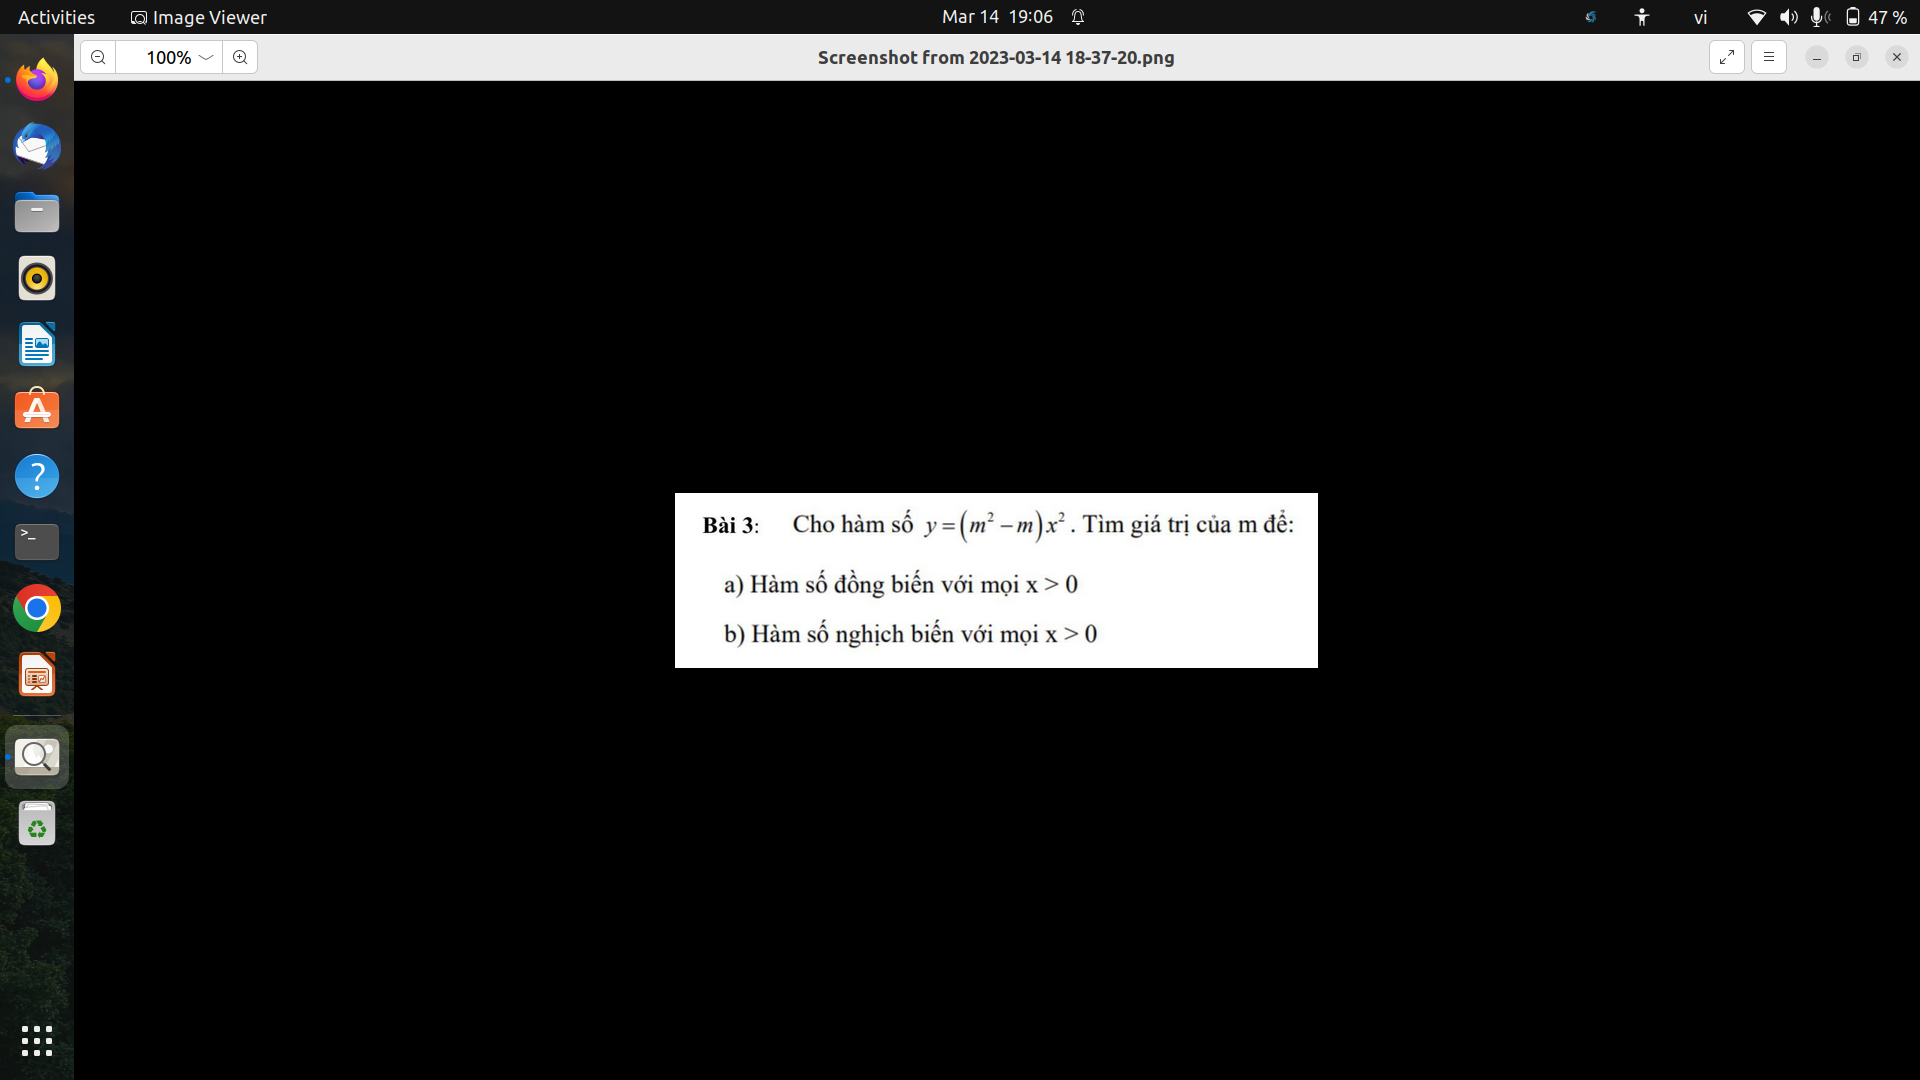 Activities Image Viewer Mar 14 19:06 vi 47 %
100% Screenshot from 2023-03-14 18-37-20.png
Bài 3: Cho hàm số y = (m² – m)x². Tìm giá trị của m để:
a) Hàm số đồng biến với mọi x > 0
b) Hàm số nghịch biến với mọi x > 0